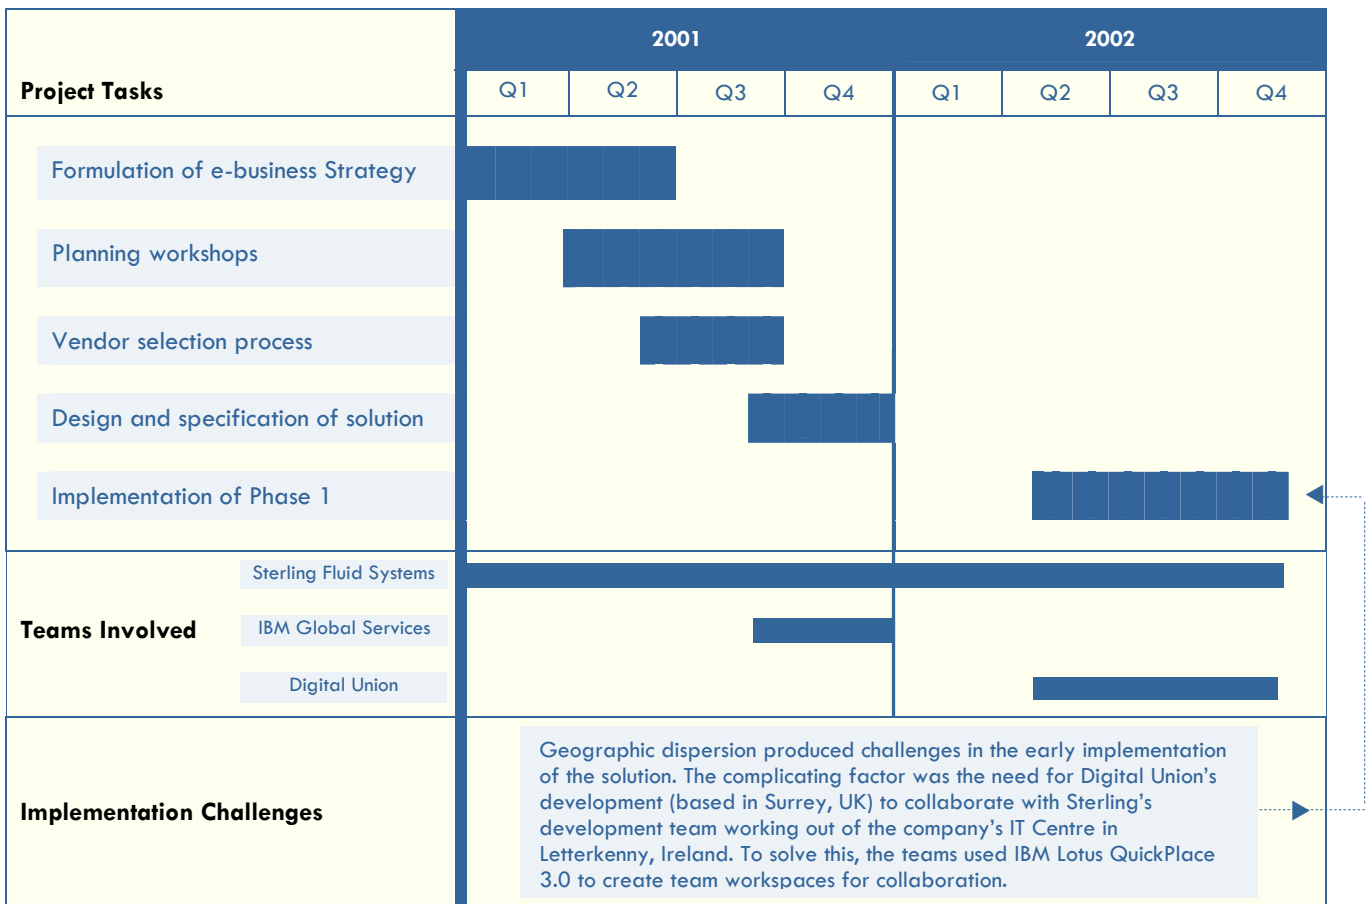 2001 2002
Project Tasks Q1 Q2 Q3 Q4 Q1 Q2 Q3 Q4
Formulation of e-business Strategy
Planning workshops
Vendor selection process
Design and specification of solution
Implementation of Phase 1
Sterling Fluid Systems
Teams Involved IBM Global Services
Digital Union
Geographic dispersion produced challenges in the early implementation
of the solution. The complicating factor was the need for Digital Union’s
development (based in Surrey, UK) to collaborate with Sterling’s
Implementation Challenges
development team working out of the company’s IT Centre in
Letterkenny, Ireland. To solve this, the teams used IBM Lotus QuickPlace
3.0 to create team workspaces for collaboration.